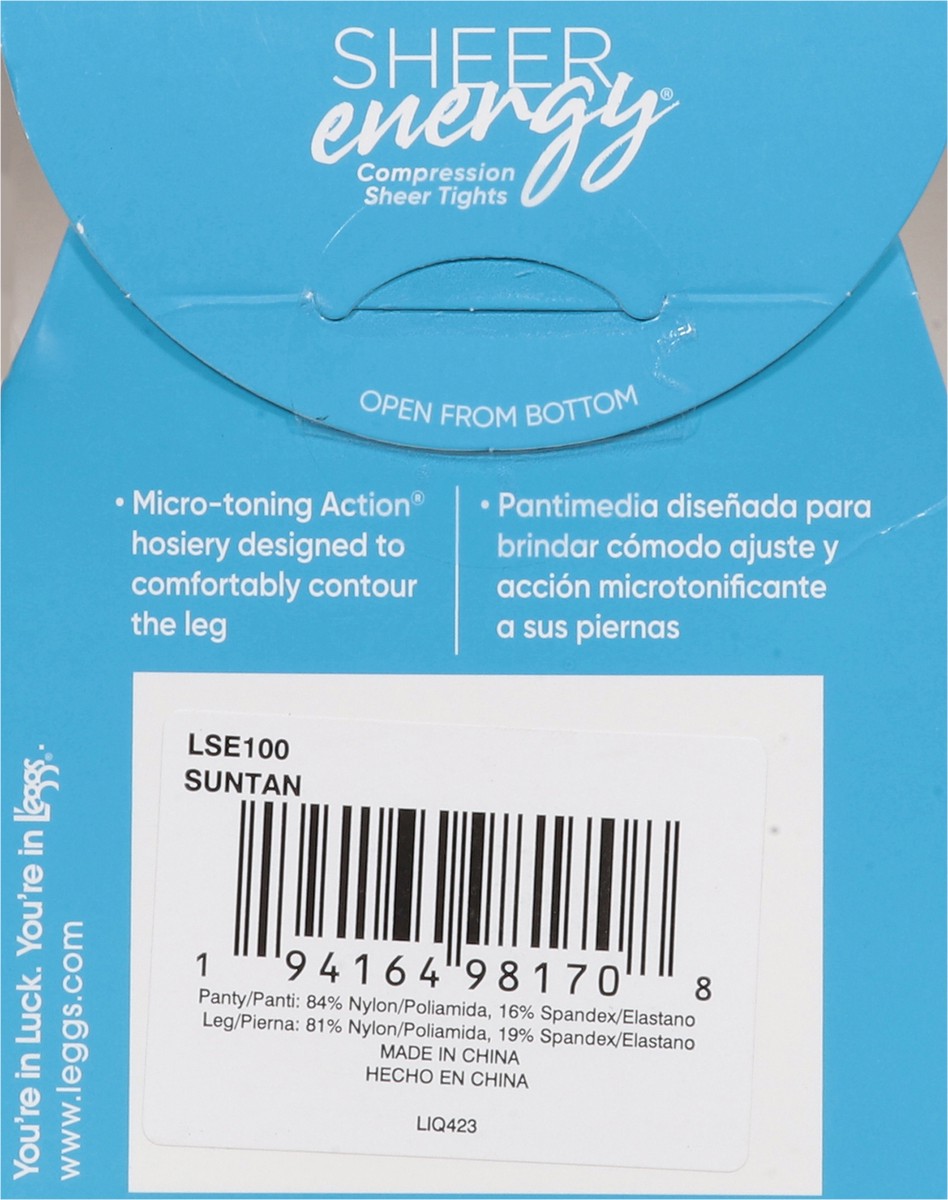 SHEER
energy®
Compression
Sheer Tights
OPEN FROM BOTTOM
• Micro-toning Action®
hosiery designed to
comfortably contour
the leg
• Pantimedia diseñada para
brindar cómodo ajuste y
acción microtonificante
a sus piernas
You're in Luck. You're in L'eggs®.
www.leggs.com
LSE100
SUNTAN
1 94164 98170 8
Panty/Panti: 84% Nylon/Poliamida, 16% Spandex/Elastano
Leg/Pierna: 81% Nylon/Poliamida, 19% Spandex/Elastano
MADE IN CHINA
HECHO EN CHINA
LIQ423